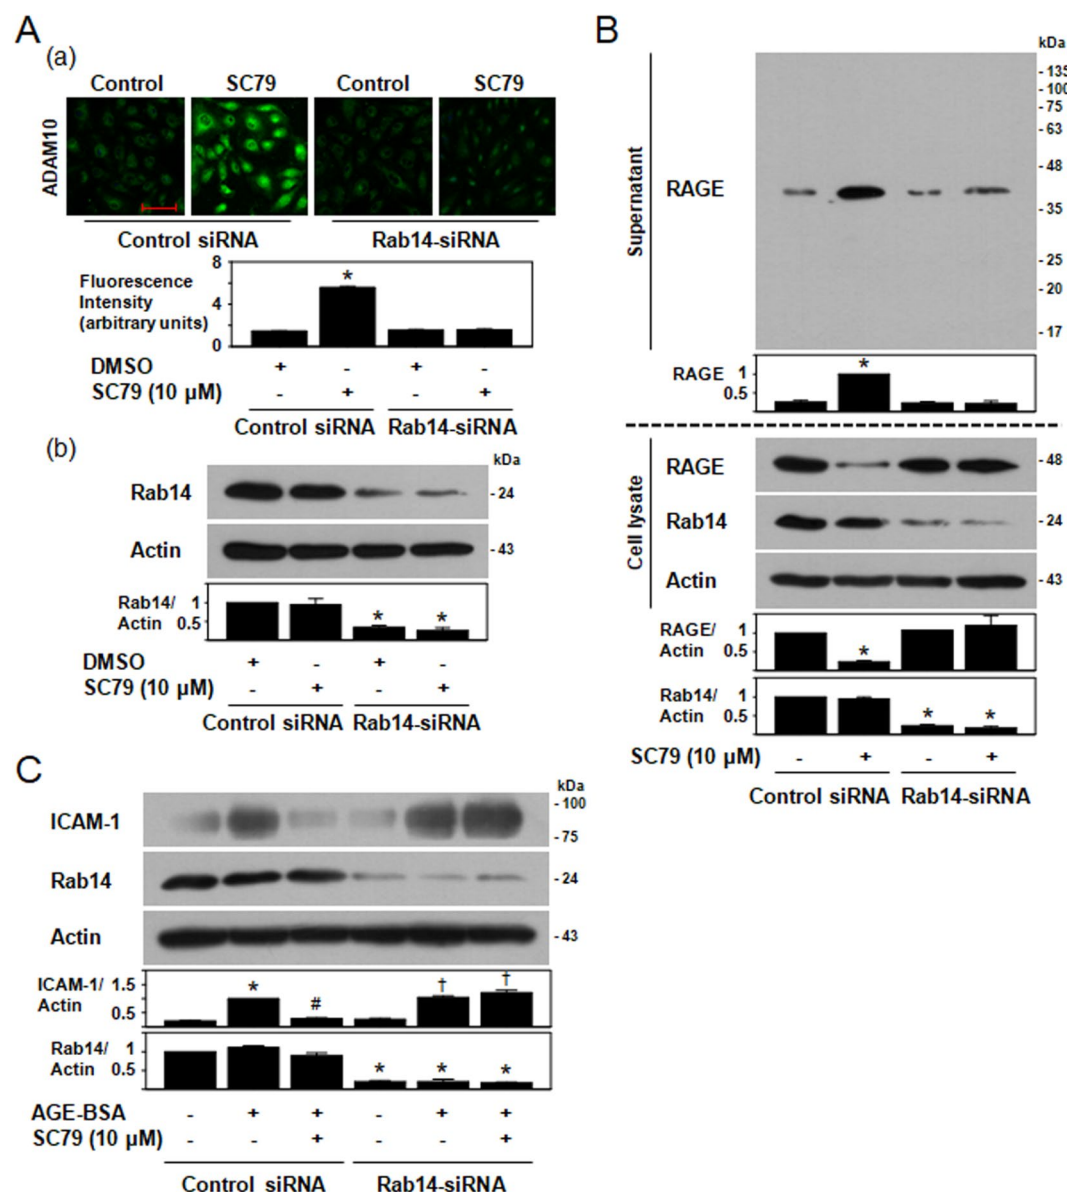 A
(a)
Control SC79 Control SC79
ADAM10
Control siRNA Rab14-siRNA
Fluorescence
Intensity
(arbitrary units)
8
4
0
*
DMSO + - + -
SC79 (10 µM) - + - +
Control siRNA Rab14-siRNA
(b)
kDa
Rab14 - 24
Actin - 43
Rab14/ 1
Actin 0.5
* *
DMSO + - + -
SC79 (10 µM) - + - +
Control siRNA Rab14-siRNA
B
kDa
Supernatant
RAGE
- 135
- 100
- 75
- 63
- 48
- 35
- 25
- 20
- 17
RAGE 1
0.5
*
Cell lysate
RAGE - 48
Rab14 - 24
Actin - 43
RAGE/ 1
Actin 0.5
*
Rab14/ 1
Actin 0.5
* *
SC79 (10 µM) - + - +
Control siRNA Rab14-siRNA
C
kDa
ICAM-1 - 100
- 75
Rab14 - 24
Actin - 43
ICAM-1/ 1.5
Actin 0.5
* # † †
Rab14/ 1
Actin 0.5
* * *
AGE-BSA - + + - + +
SC79 (10 µM) - - + - - +
Control siRNA Rab14-siRNA